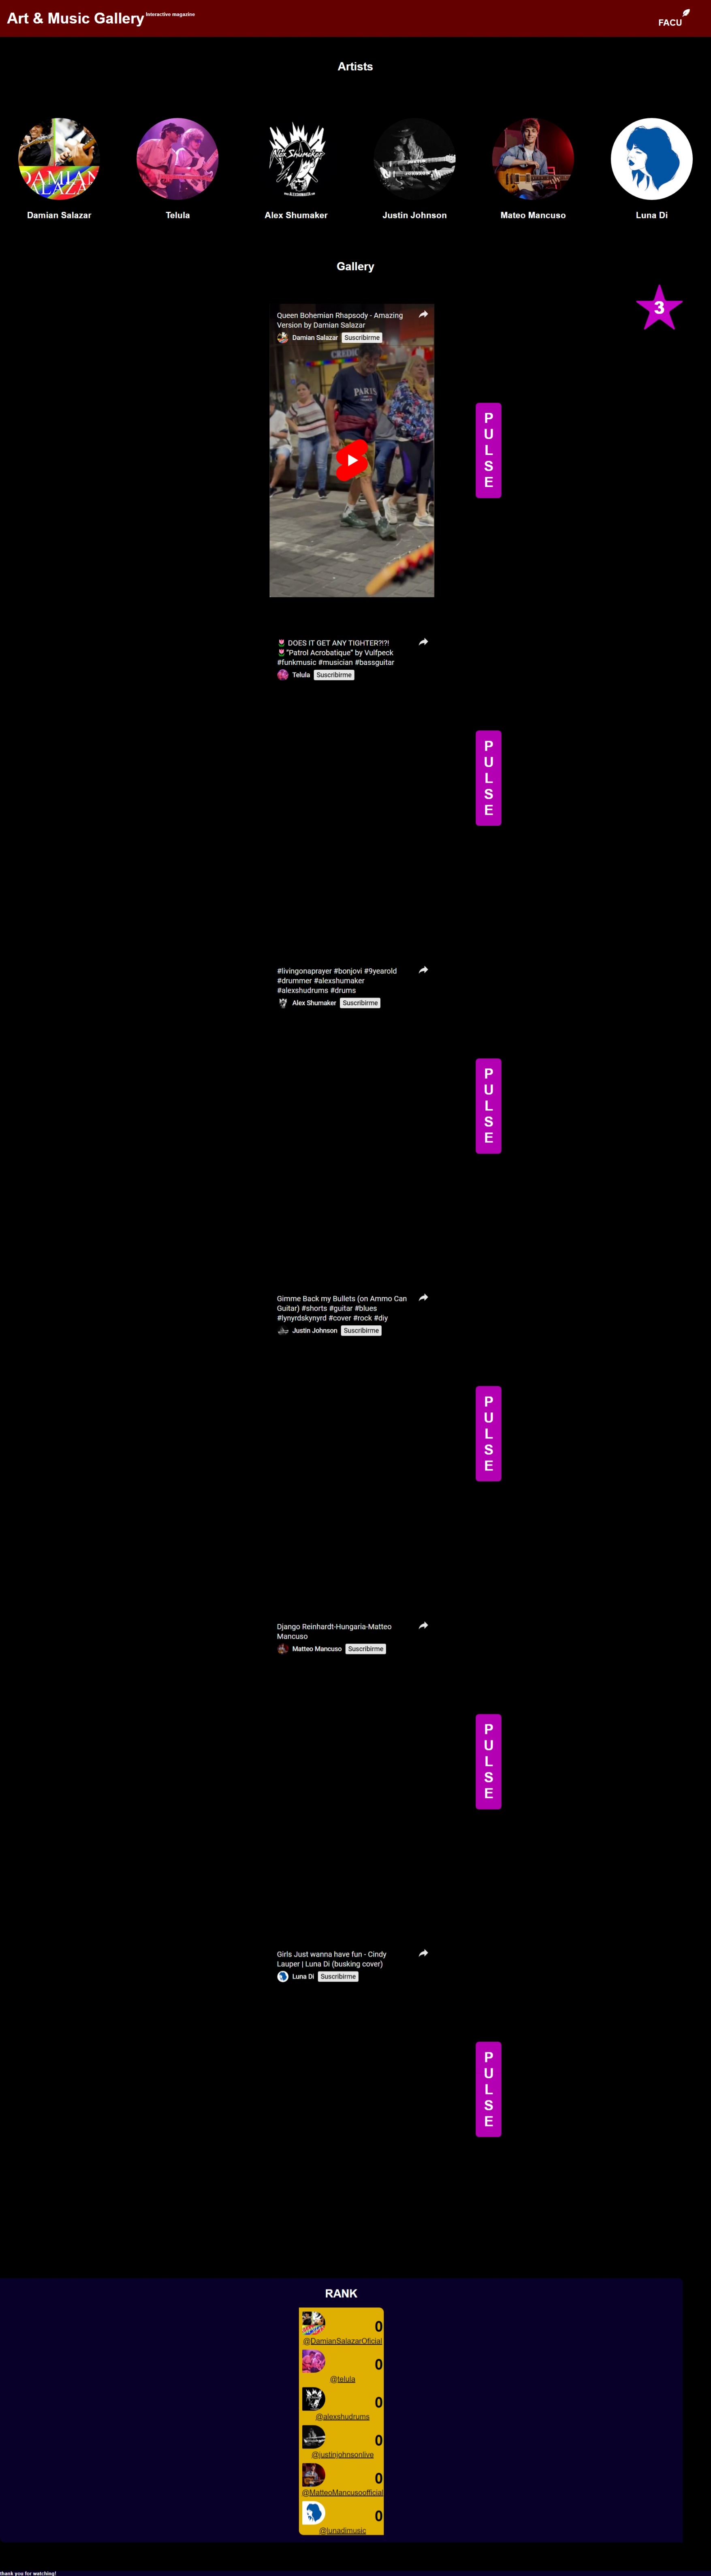 Art & Music Gallery Interactive magazine
FACU
Artists
DAMIAN
SALAZAR
Alex Shumaker
www.ALEXSHUMAKER.com
Damian Salazar
Telula
Alex Shumaker
Justin Johnson
Mateo Mancuso
Luna Di
Gallery
3
Queen Bohemian Rhapsody - Amazing
Version by Damian Salazar
Damian Salazar Suscribirme
CREDIC
PARIS
P
U
L
S
E
🌷 DOES IT GET ANY TIGHTER?!?!
🌷"Patrol Acrobatique" by Vulfpeck
#funkmusic #musician #bassguitar
Telula Suscribirme
P
U
L
S
E
#livingonaprayer #bonjovi #9yearold
#drummer #alexshumaker
#alexshudrums #drums
Alex Shumaker Suscribirme
P
U
L
S
E
Gimme Back my Bullets (on Ammo Can
Guitar) #shorts #guitar #blues
#lynyrdskynyrd #cover #rock #diy
Justin Johnson Suscribirme
P
U
L
S
E
Django Reinhardt-Hungaria-Matteo
Mancuso
Matteo Mancuso Suscribirme
P
U
L
S
E
Girls Just wanna have fun - Cindy
Lauper | Luna Di (busking cover)
Luna Di Suscribirme
P
U
L
S
E
RANK
0
@DamianSalazarOficial
0
@telula
0
@alexshudrums
0
@justinjohnsonlive
0
@MatteoMancusoofficial
0
@lunadimusic
thank you for watching!